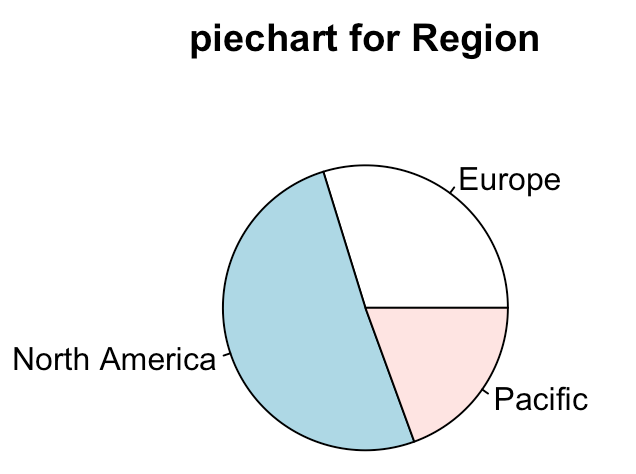 piechart for Region
Europe
North America
Pacific